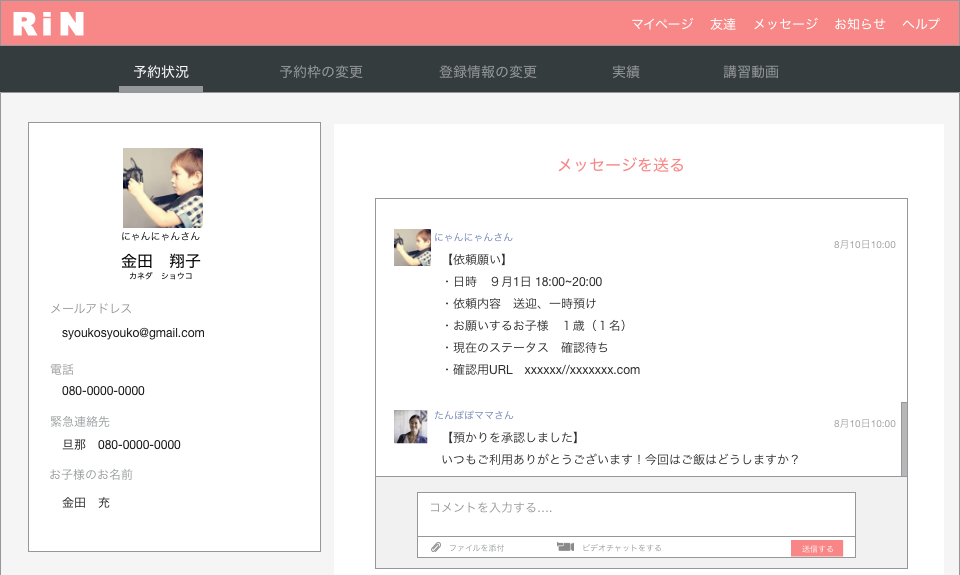 RiN
マイページ 友達 メッセージ お知らせ ヘルプ
予約状況 予約枠の変更 登録情報の変更 実績 講習動画
にゃんにゃんさん
金田　翔子
カネダ　ショウコ
メールアドレス
syoukosyouko@gmail.com
電話
080-0000-0000
緊急連絡先
旦那　080-0000-0000
お子様のお名前
金田　充
メッセージを送る
にゃんにゃんさん
8月10日10:00
【依頼願い】
・日時　９月1日 18:00~20:00
・依頼内容　送迎、一時預け
・お願いするお子様　１歳（１名）
・現在のステータス　確認待ち
・確認用URL　xxxxxx//xxxxxxx.com
たんぽぽママさん
8月10日10:00
【預かりを承認しました】
いつもご利用ありがとうございます！今回はご飯はどうしますか？
コメントを入力する....
ファイルを添付 ビデオチャットをする 送信する